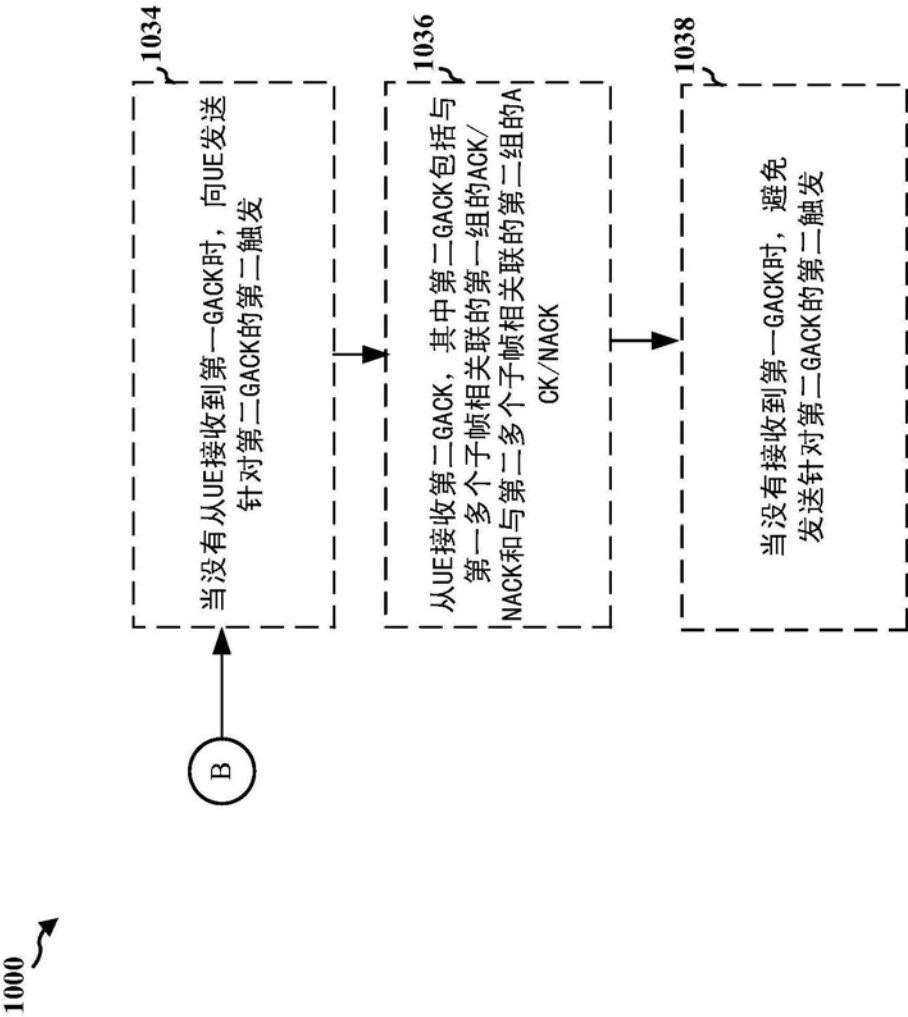 1000
B
1034
当没有从UE接收到第一GACK时，向UE发送
针对第二GACK的第二触发
1036
从UE接收第二GACK，其中第二GACK包括与
第一多个子帧相关联的第一组的ACK/
NACK和与第二多个子帧相关联的第二组的A
CK/NACK
1038
当没有接收到第一GACK时，避免
发送针对第二GACK的第二触发